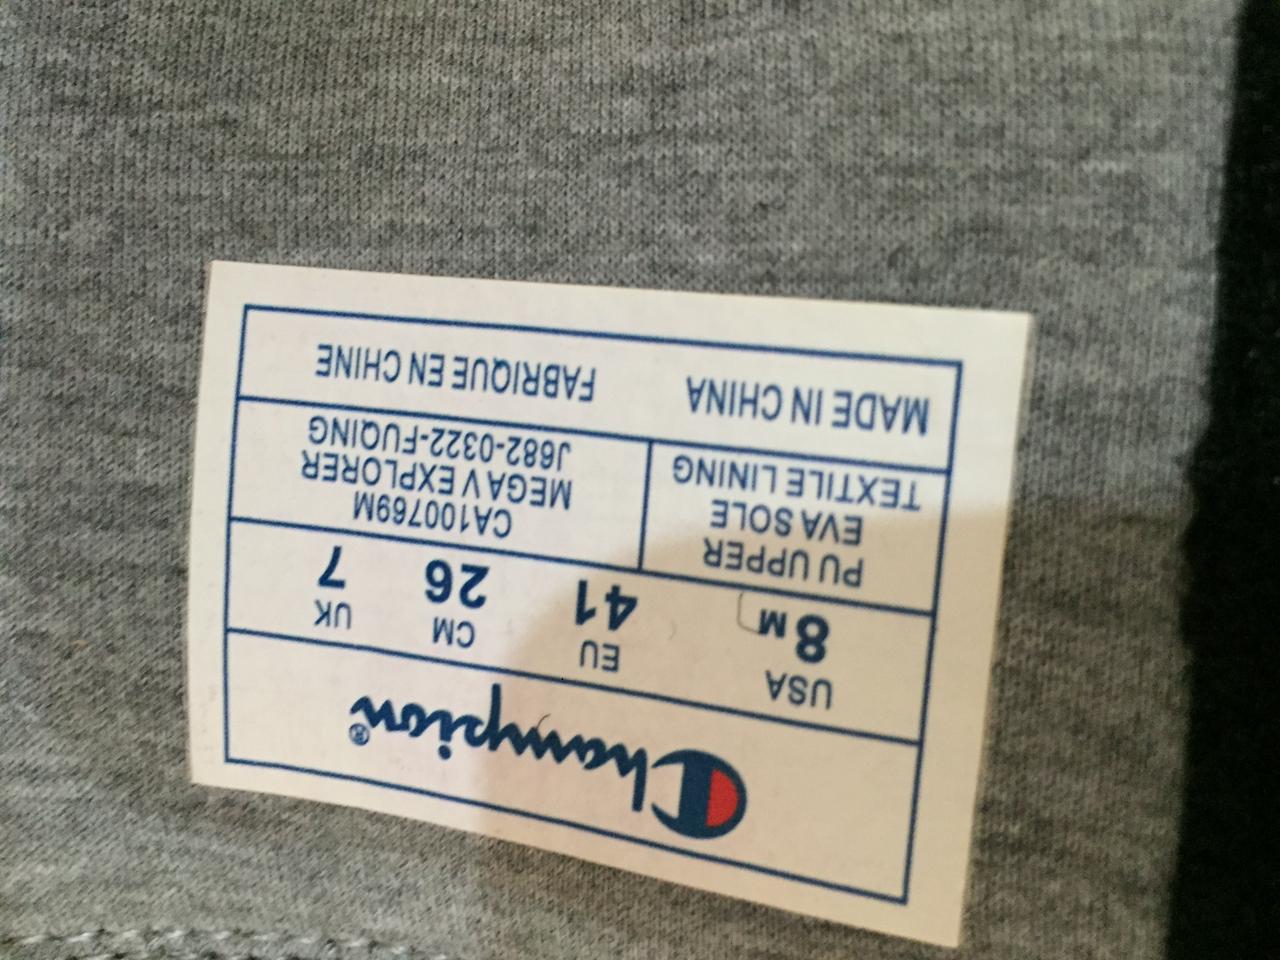 Champion®
USA EU CM UK
8M 41 26 7
PU UPPER
EVA SOLE
TEXTILE LINING
CA100769M
MEGA V EXPLORER
J682-0322-FUQING
MADE IN CHINA FABRIQUE EN CHINE